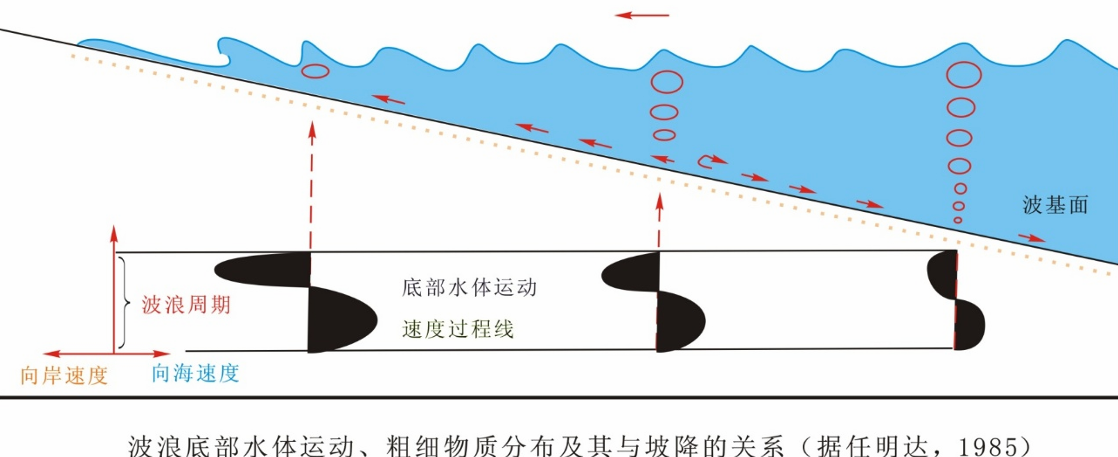 波基面
底部水体运动
速度过程线
波浪周期
向岸速度
向海速度
波浪底部水体运动、粗细物质分布及其与坡降的关系（据任明达，1985）